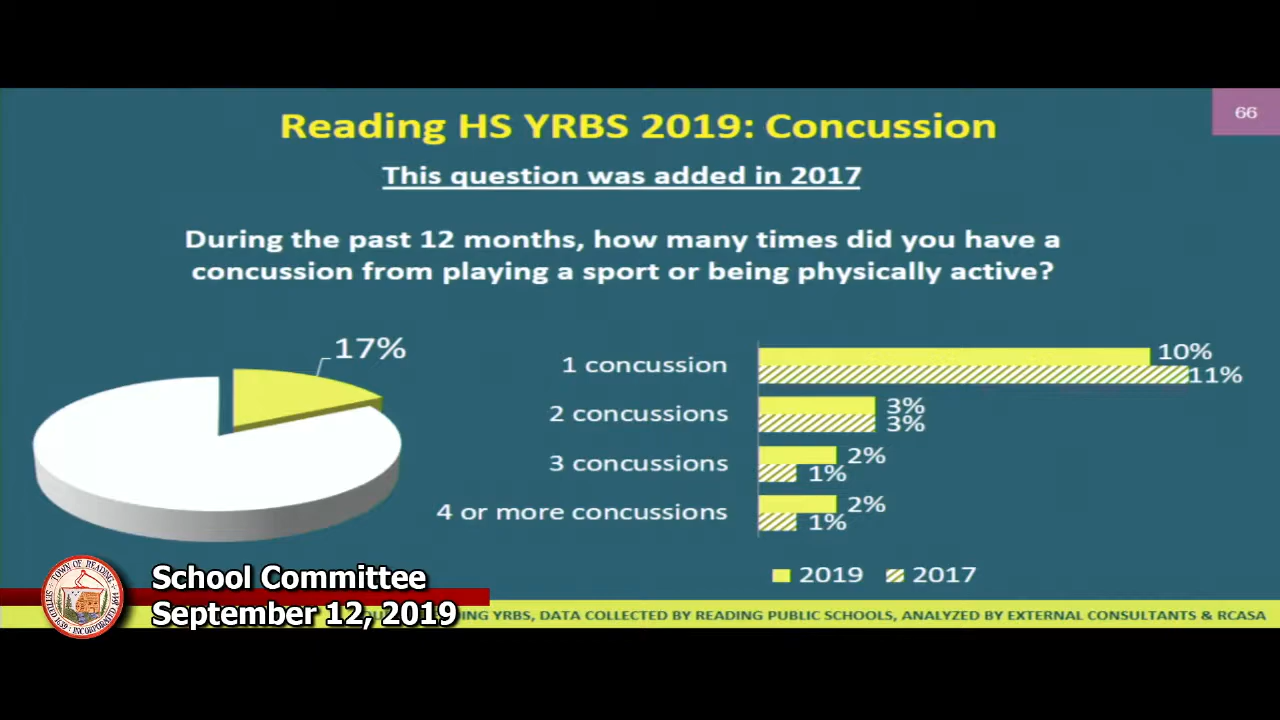 66
Reading HS YRBS 2019: Concussion
This question was added in 2017
During the past 12 months, how many times did you have a
concussion from playing a sport or being physically active?
17%
1 concussion
10%
11%
2 concussions
3%
3%
3 concussions
2%
1%
4 or more concussions
2%
1%
2019 2017
TOWN OF READING
School Committee
September 12, 2019
YRBS, DATA COLLECTED BY READING PUBLIC SCHOOLS, ANALYZED BY EXTERNAL CONSULTANTS & RCASA